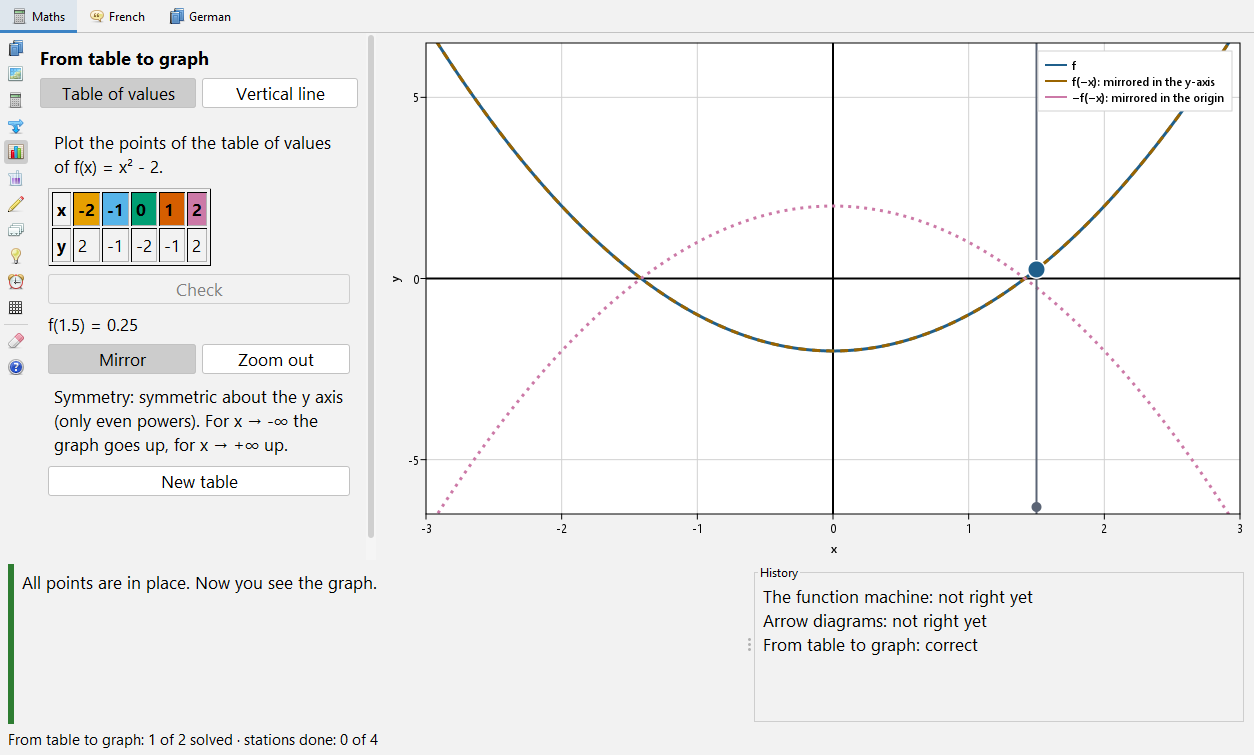 Maths French German
From table to graph
Table of values Vertical line
Plot the points of the table of values
of f(x) = x² - 2.
x -2 -1 0 1 2
y 2 -1 -2 -1 2
Check
f(1.5) = 0.25
Mirror Zoom out
Symmetry: symmetric about the y axis
(only even powers). For x → -∞ the
graph goes up, for x → +∞ up.
New table
f
f(−x): mirrored in the y-axis
−f(−x): mirrored in the origin
5
0
-5
y
-3 -2 -1 0 1 2 3
x
All points are in place. Now you see the graph.
History
The function machine: not right yet
Arrow diagrams: not right yet
From table to graph: correct
From table to graph: 1 of 2 solved · stations done: 0 of 4